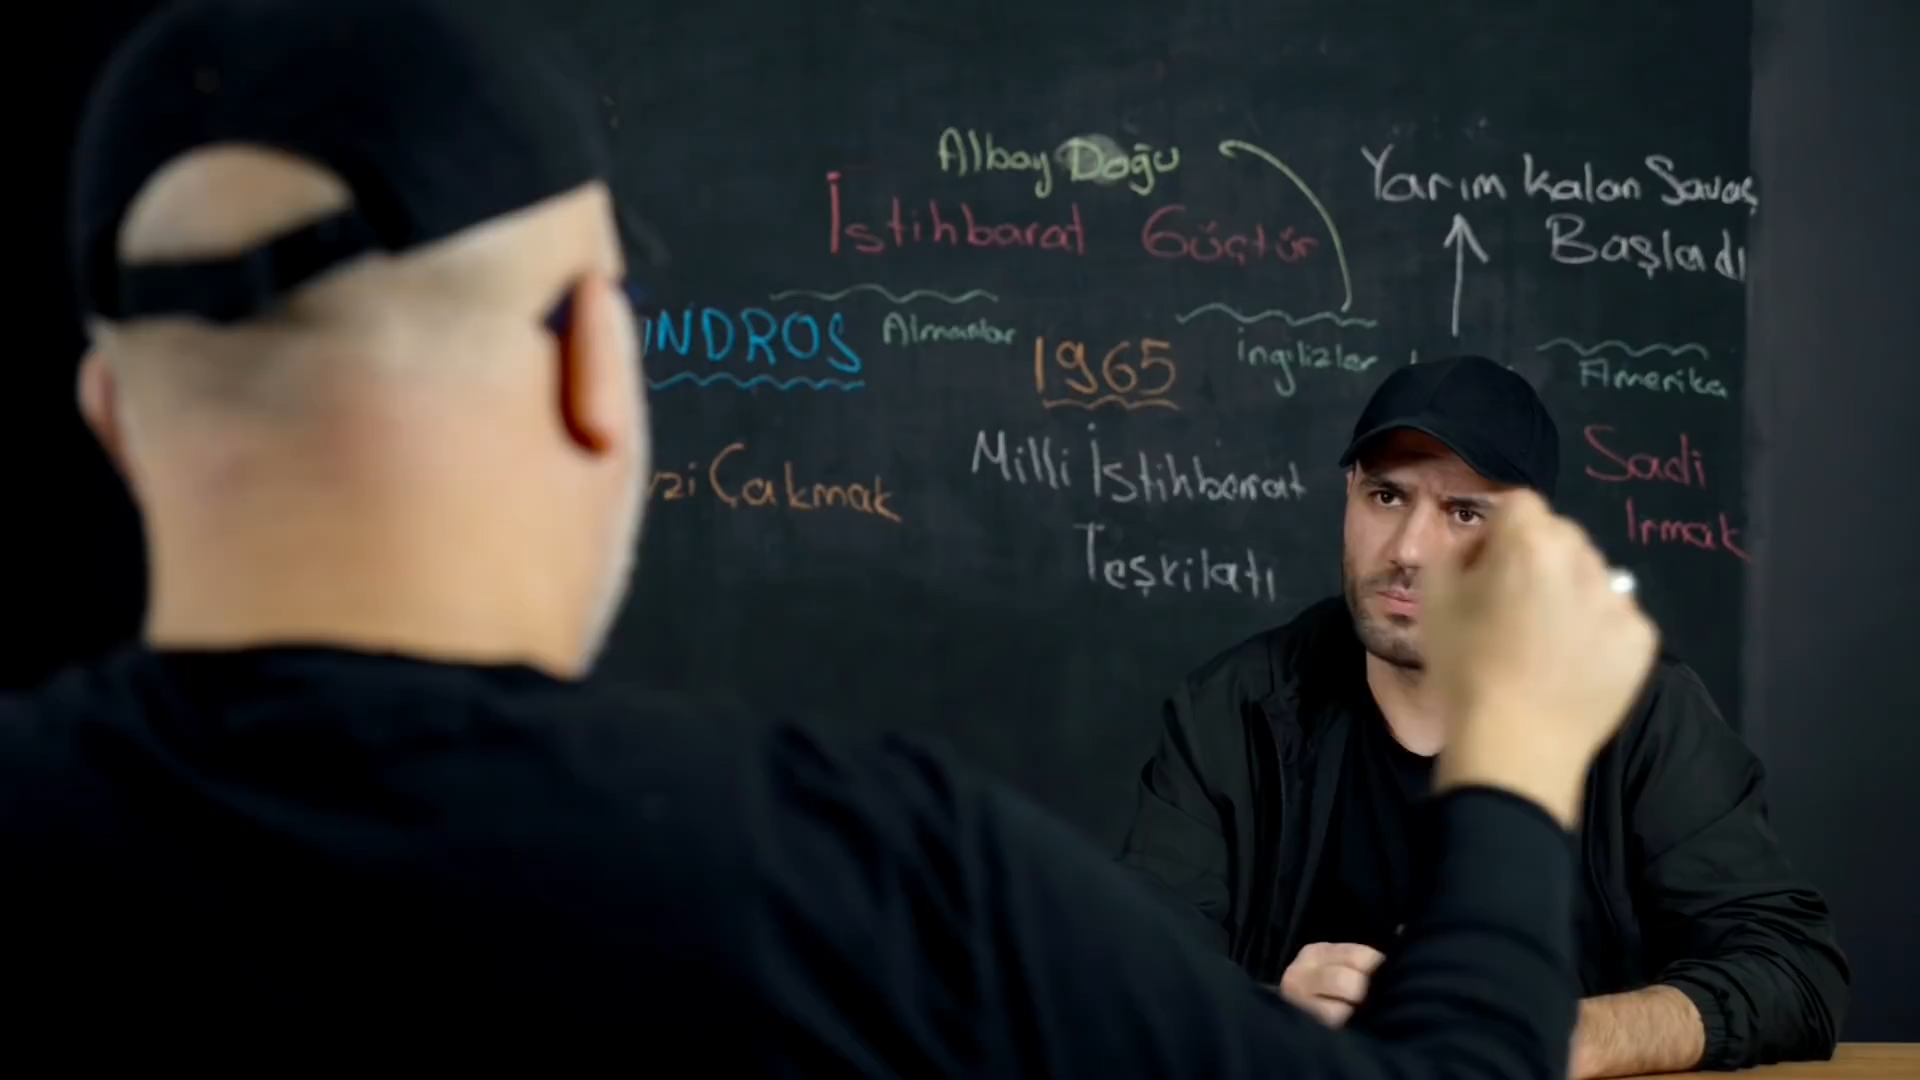 Albay Doğu
İstihbarat Güçtür
Yarım Kalan Savaş
Başladı
NDROS
Almanlar
1965
İngilizler
Amerika
zi Çakmak
Milli İstihbarat
Teşkilatı
Sadi
Irmak